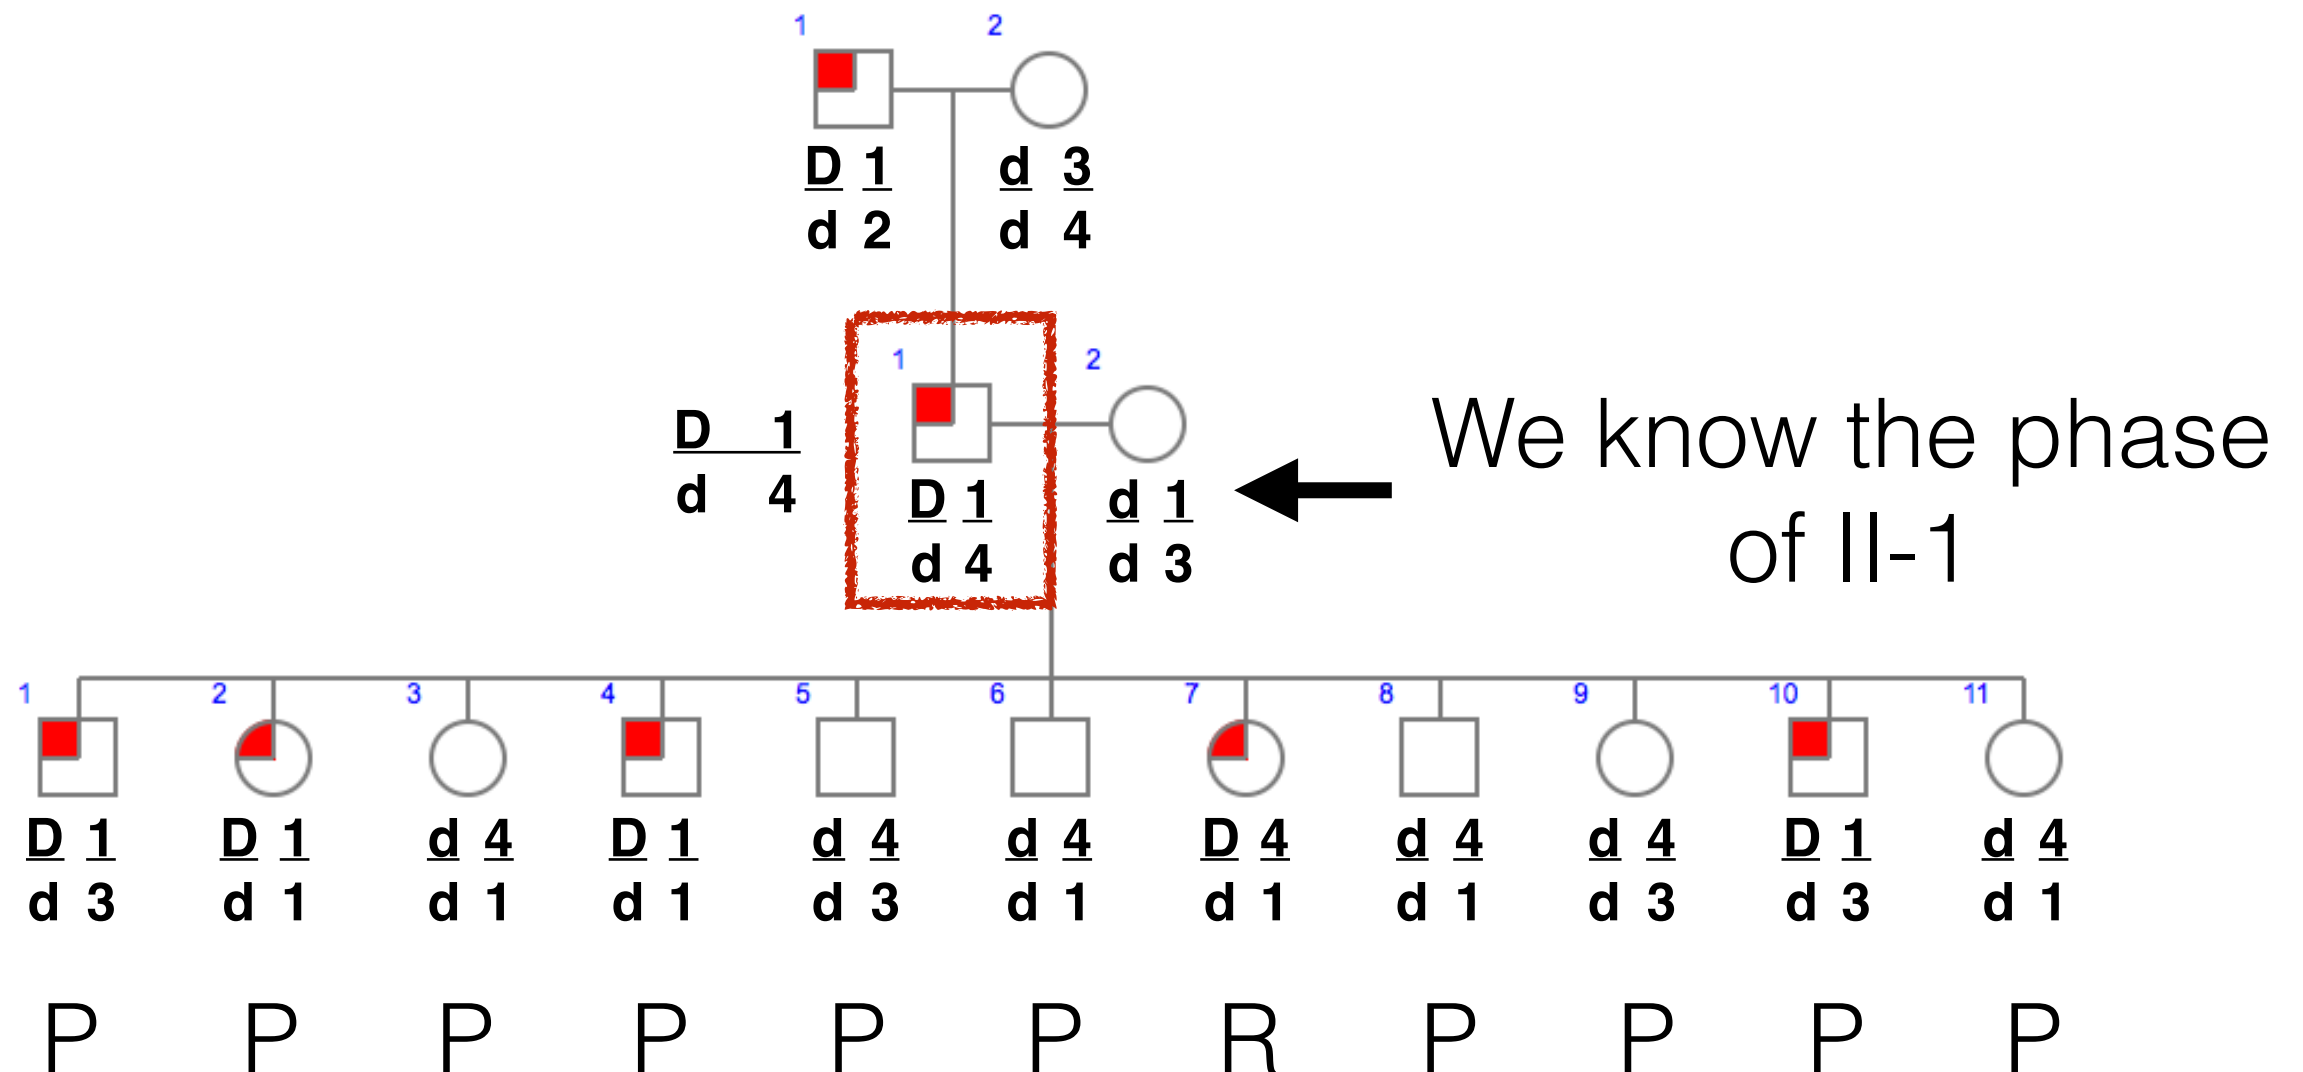 1 2
D 1 d 3
d 2 d 4
1 2
D 1
d 4
D 1 d 1
d 4 d 3
We know the phase
of II-1
1 2 3 4 5 6 7 8 9 10 11
D 1 D 1 d 4 D 1 d 4 d 4 D 4 d 4 d 4 D 1 d 4
d 3 d 1 d 1 d 1 d 3 d 1 d 1 d 1 d 3 d 3 d 1
P P P P P P R P P P P